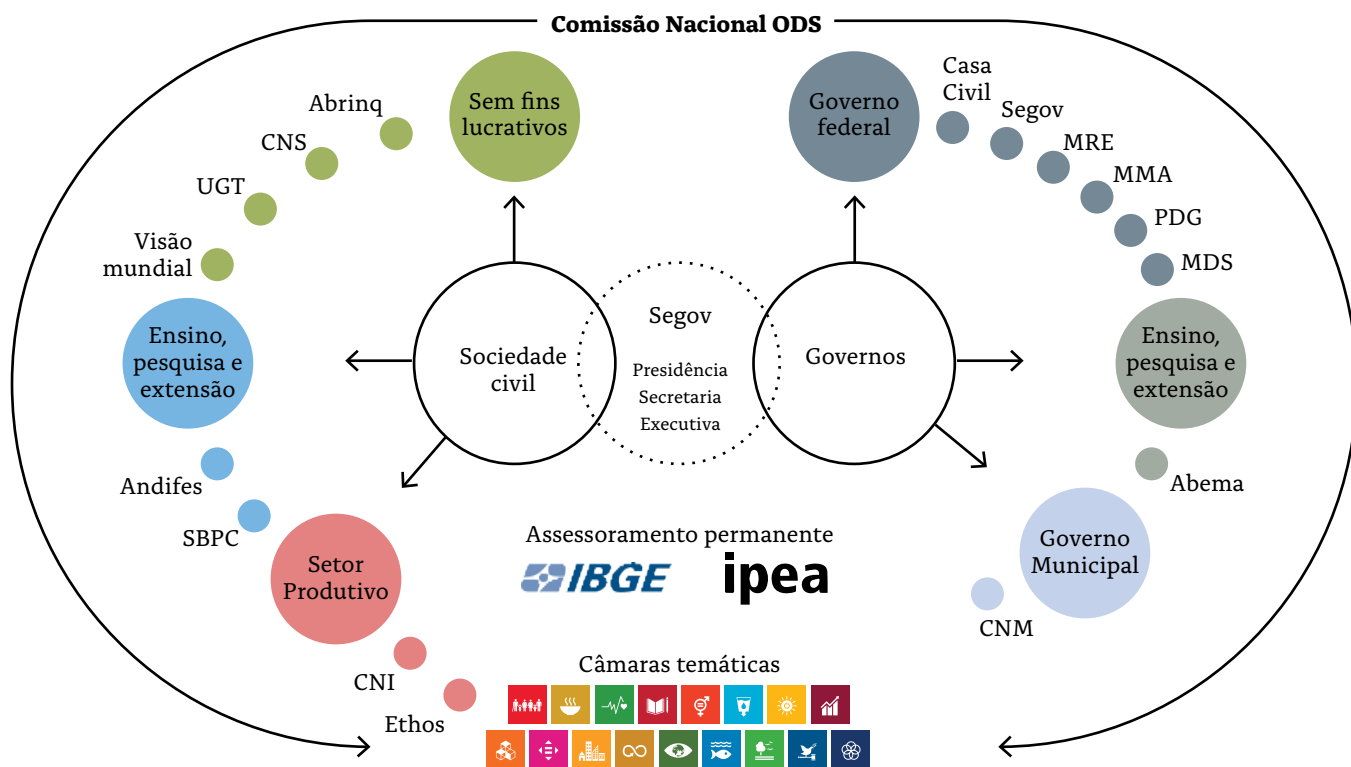 Comissão Nacional ODS
Sem fins
lucrativos
Abrinq
CNS
UGT
Visão
mundial
Ensino,
pesquisa e
extensão
Andifes
SBPC
Setor
Produtivo
CNI
Ethos
Sociedade
civil
Segov
Presidência
Secretaria
Executiva
Governos
Governo
federal
Casa
Civil
Segov
MRE
MMA
PDG
MDS
Ensino,
pesquisa e
extensão
Abema
Governo
Municipal
CNM
Assessoramento permanente
IBGE
ipea
Câmaras temáticas